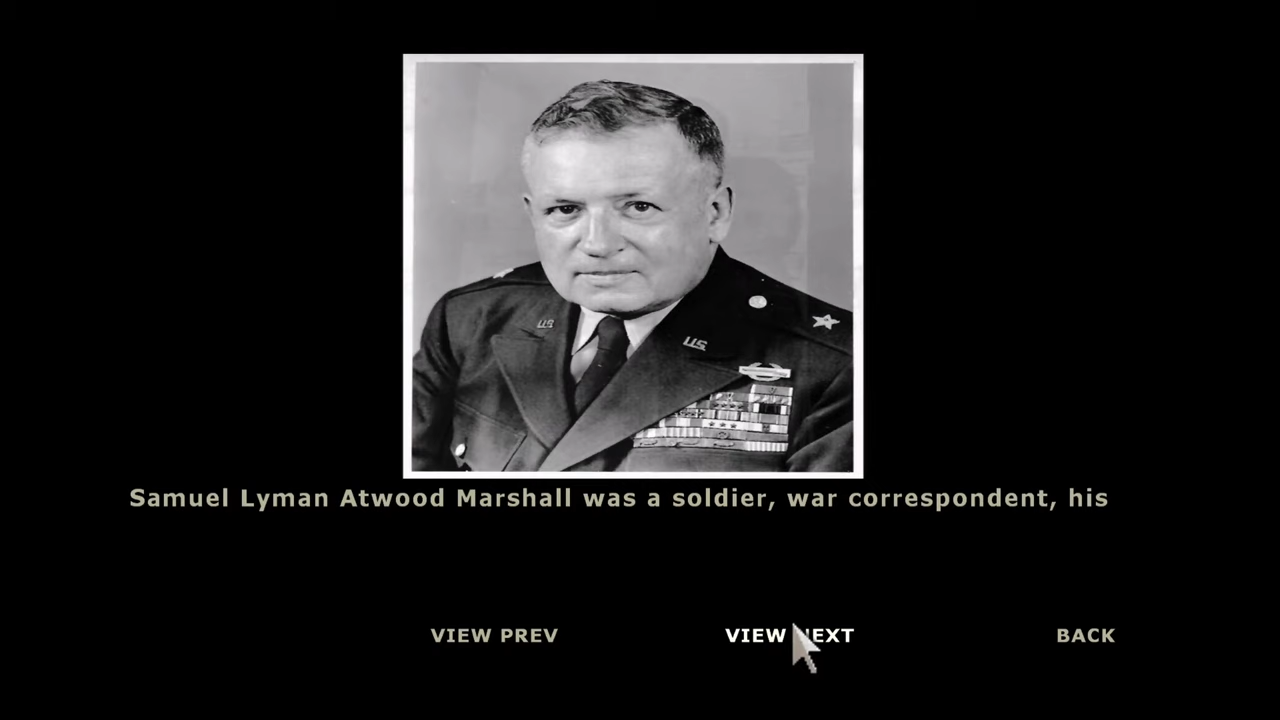 US
US
Samuel Lyman Atwood Marshall was a soldier, war correspondent, his
VIEW PREV
VIEW NEXT
BACK